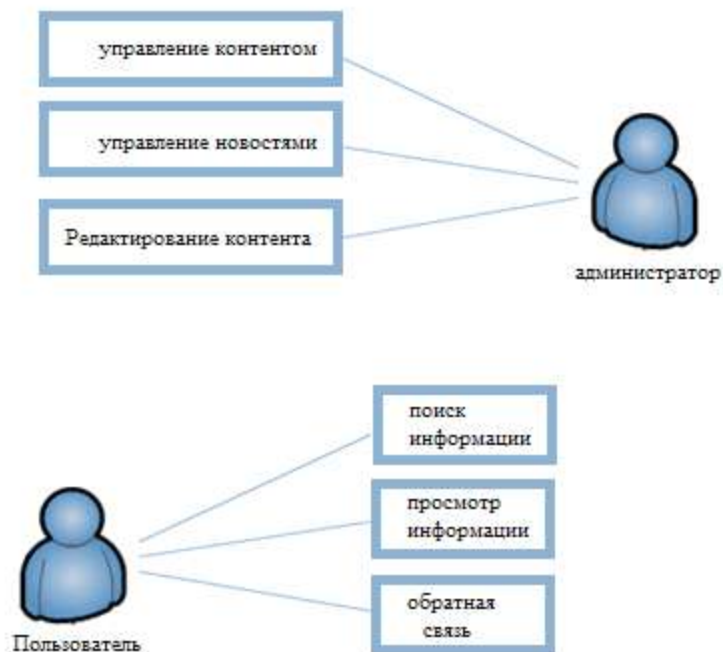 управление контентом
управление новостями
Редактирование контента
администратор
поиск
информации
просмотр
информации
обратная
связь
Пользователь